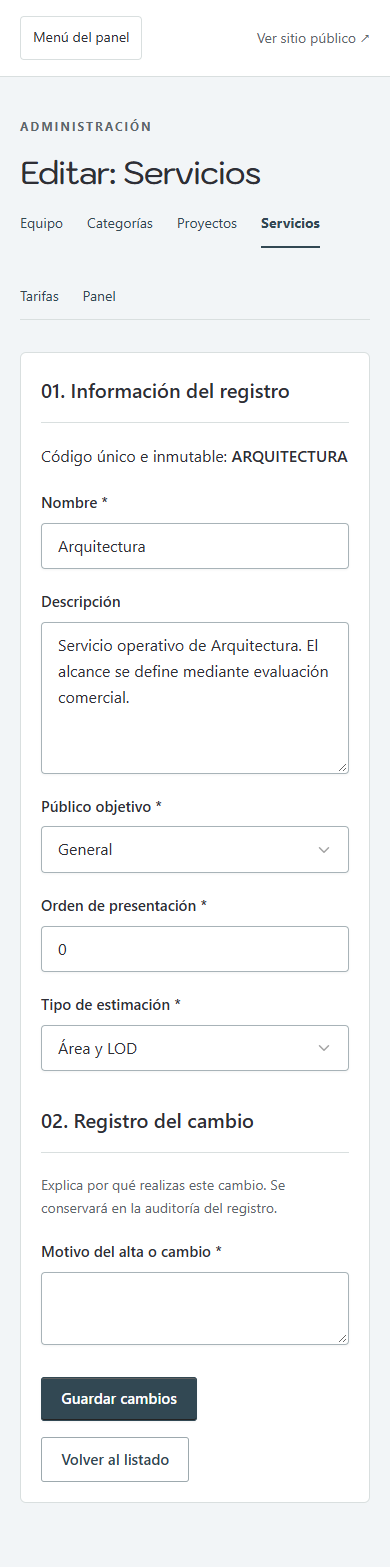 Menú del panel
Ver sitio público ↗
ADMINISTRACIÓN
Editar: Servicios
Equipo Categorías Proyectos Servicios
Tarifas Panel
01. Información del registro
Código único e inmutable: ARQUITECTURA
Nombre *
Arquitectura
Descripción
Servicio operativo de Arquitectura. El
alcance se define mediante evaluación
comercial.
Público objetivo *
General
Orden de presentación *
0
Tipo de estimación *
Área y LOD
02. Registro del cambio
Explica por qué realizas este cambio. Se
conservará en la auditoría del registro.
Motivo del alta o cambio *
Guardar cambios
Volver al listado